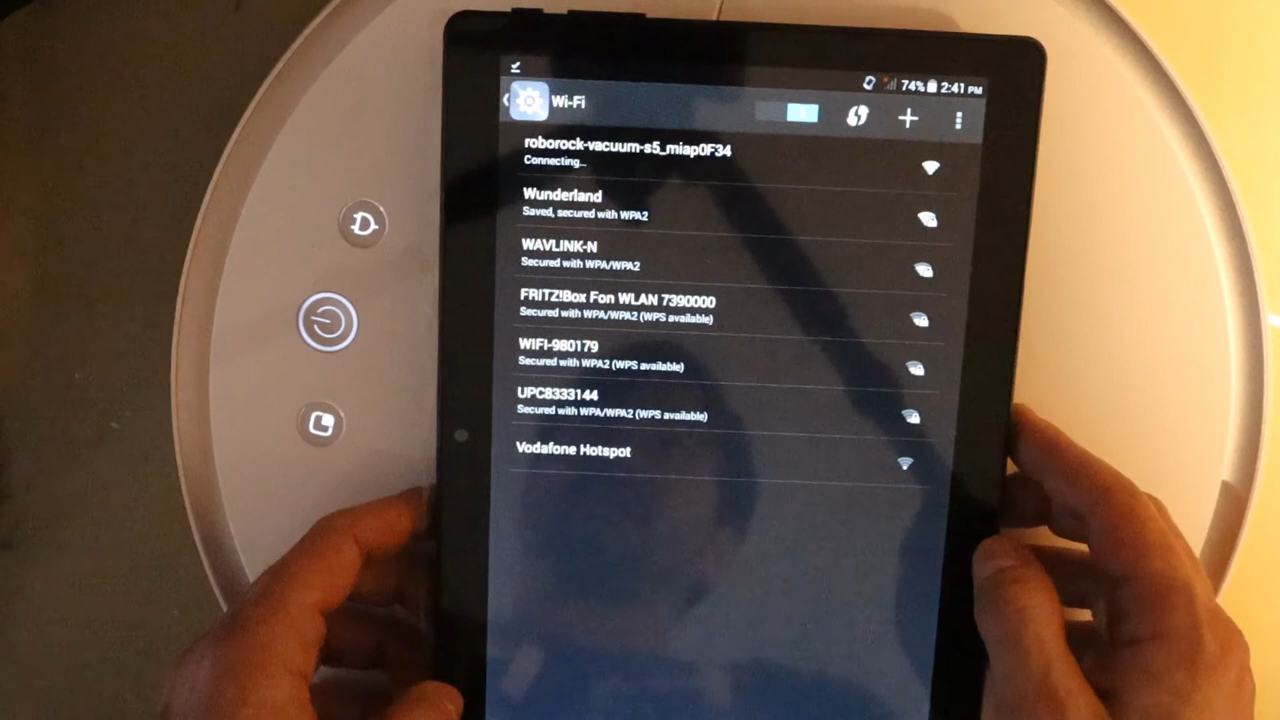 74% 2:41 PM
Wi-Fi
roborock-vacuum-s5_miap0F34
Connecting...
Wunderland
Saved, secured with WPA2
WAVLINK-N
Secured with WPA/WPA2
FRITZ!Box Fon WLAN 7390000
Secured with WPA/WPA2 (WPS available)
WIFI-980179
Secured with WPA2 (WPS available)
UPC8333144
Secured with WPA/WPA2 (WPS available)
Vodafone Hotspot